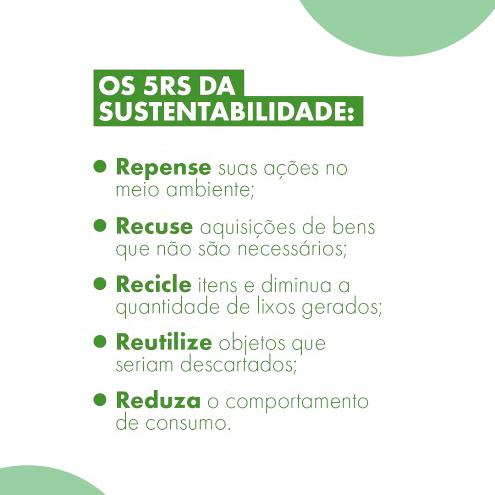 OS 5RS DA
SUSTENTABILIDADE:
Repense suas ações no
meio ambiente;
Recuse aquisições de bens
que não são necessários;
Recicle itens e diminua a
quantidade de lixos gerados;
Reutilize objetos que
seriam descartados;
Reduza o comportamento
de consumo.